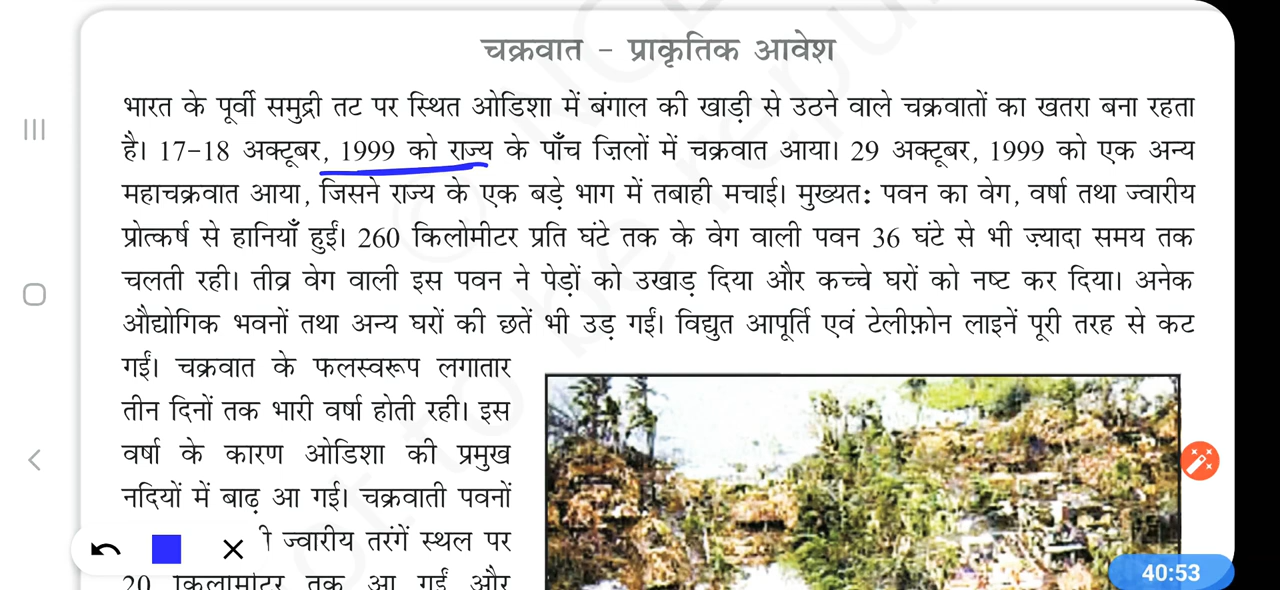 चक्रवात – प्राकृतिक आवेश
भारत के पूर्वी समुद्री तट पर स्थित ओडिशा में बंगाल की खाड़ी से उठने वाले चक्रवातों का खतरा बना रहता
है। 17-18 अक्टूबर, 1999 को राज्य के पाँच ज़िलों में चक्रवात आया। 29 अक्टूबर, 1999 को एक अन्य
महाचक्रवात आया, जिसने राज्य के एक बड़े भाग में तबाही मचाई। मुख्यतः पवन का वेग, वर्षा तथा ज्वारीय
प्रोत्कर्ष से हानियाँ हुईं। 260 किलोमीटर प्रति घंटे तक के वेग वाली पवन 36 घंटे से भी ज़्यादा समय तक
चलती रही। तीव्र वेग वाली इस पवन ने पेड़ों को उखाड़ दिया और कच्चे घरों को नष्ट कर दिया। अनेक
औद्योगिक भवनों तथा अन्य घरों की छतें भी उड़ गईं। विद्युत आपूर्ति एवं टेलीफ़ोन लाइनें पूरी तरह से कट
गईं। चक्रवात के फलस्वरूप लगातार
तीन दिनों तक भारी वर्षा होती रही। इस
वर्षा के कारण ओडिशा की प्रमुख
नदियों में बाढ़ आ गई। चक्रवाती पवनों
ज्वारीय तरंगें स्थल पर
20 किलोमीटर तक आ गईं और
40:53